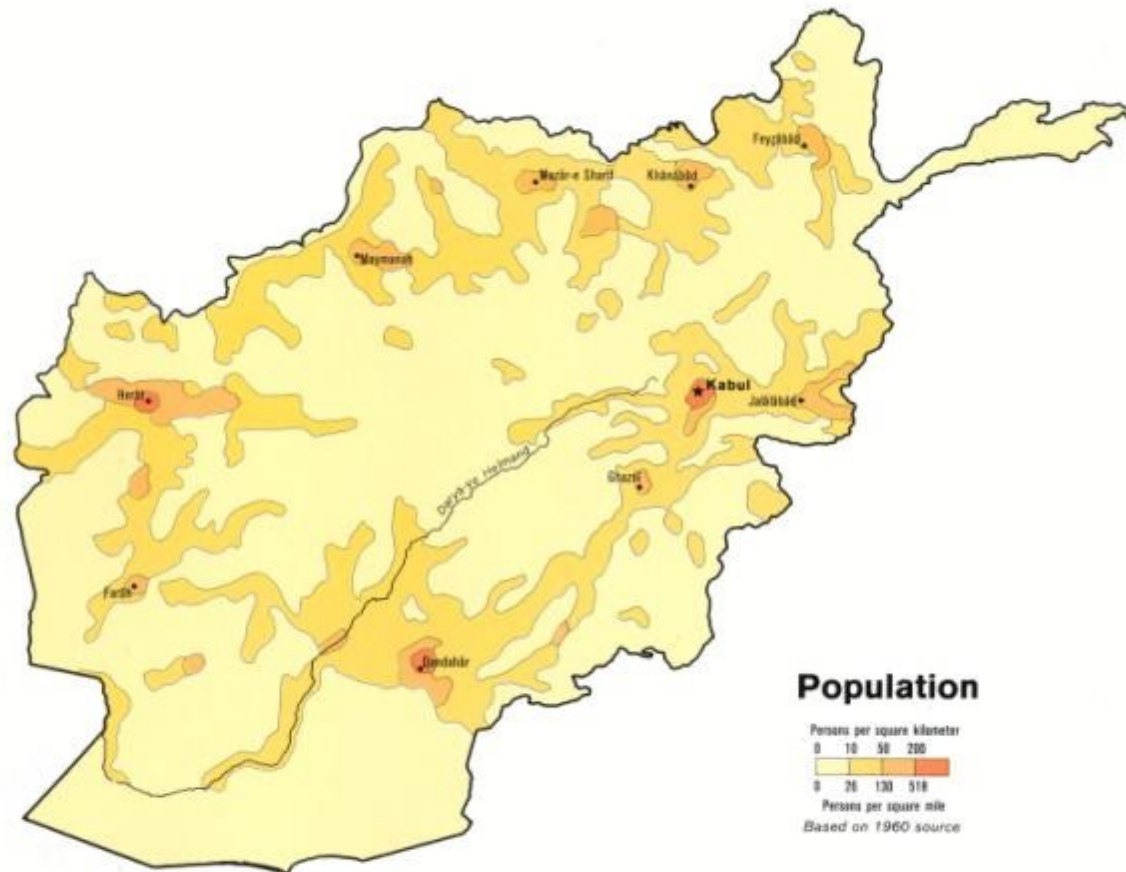 Feyẕābād
Mazār-e Sharīf
Khānābād
Maymanah
Herāt
Kabul
Jalālābād
Daryā-ye Helmand
Ghaznī
Farāh
Qandahār
Population
Persons per square kilometer
0 10 50 200
0 26 130 518
Persons per square mile
Based on 1960 source